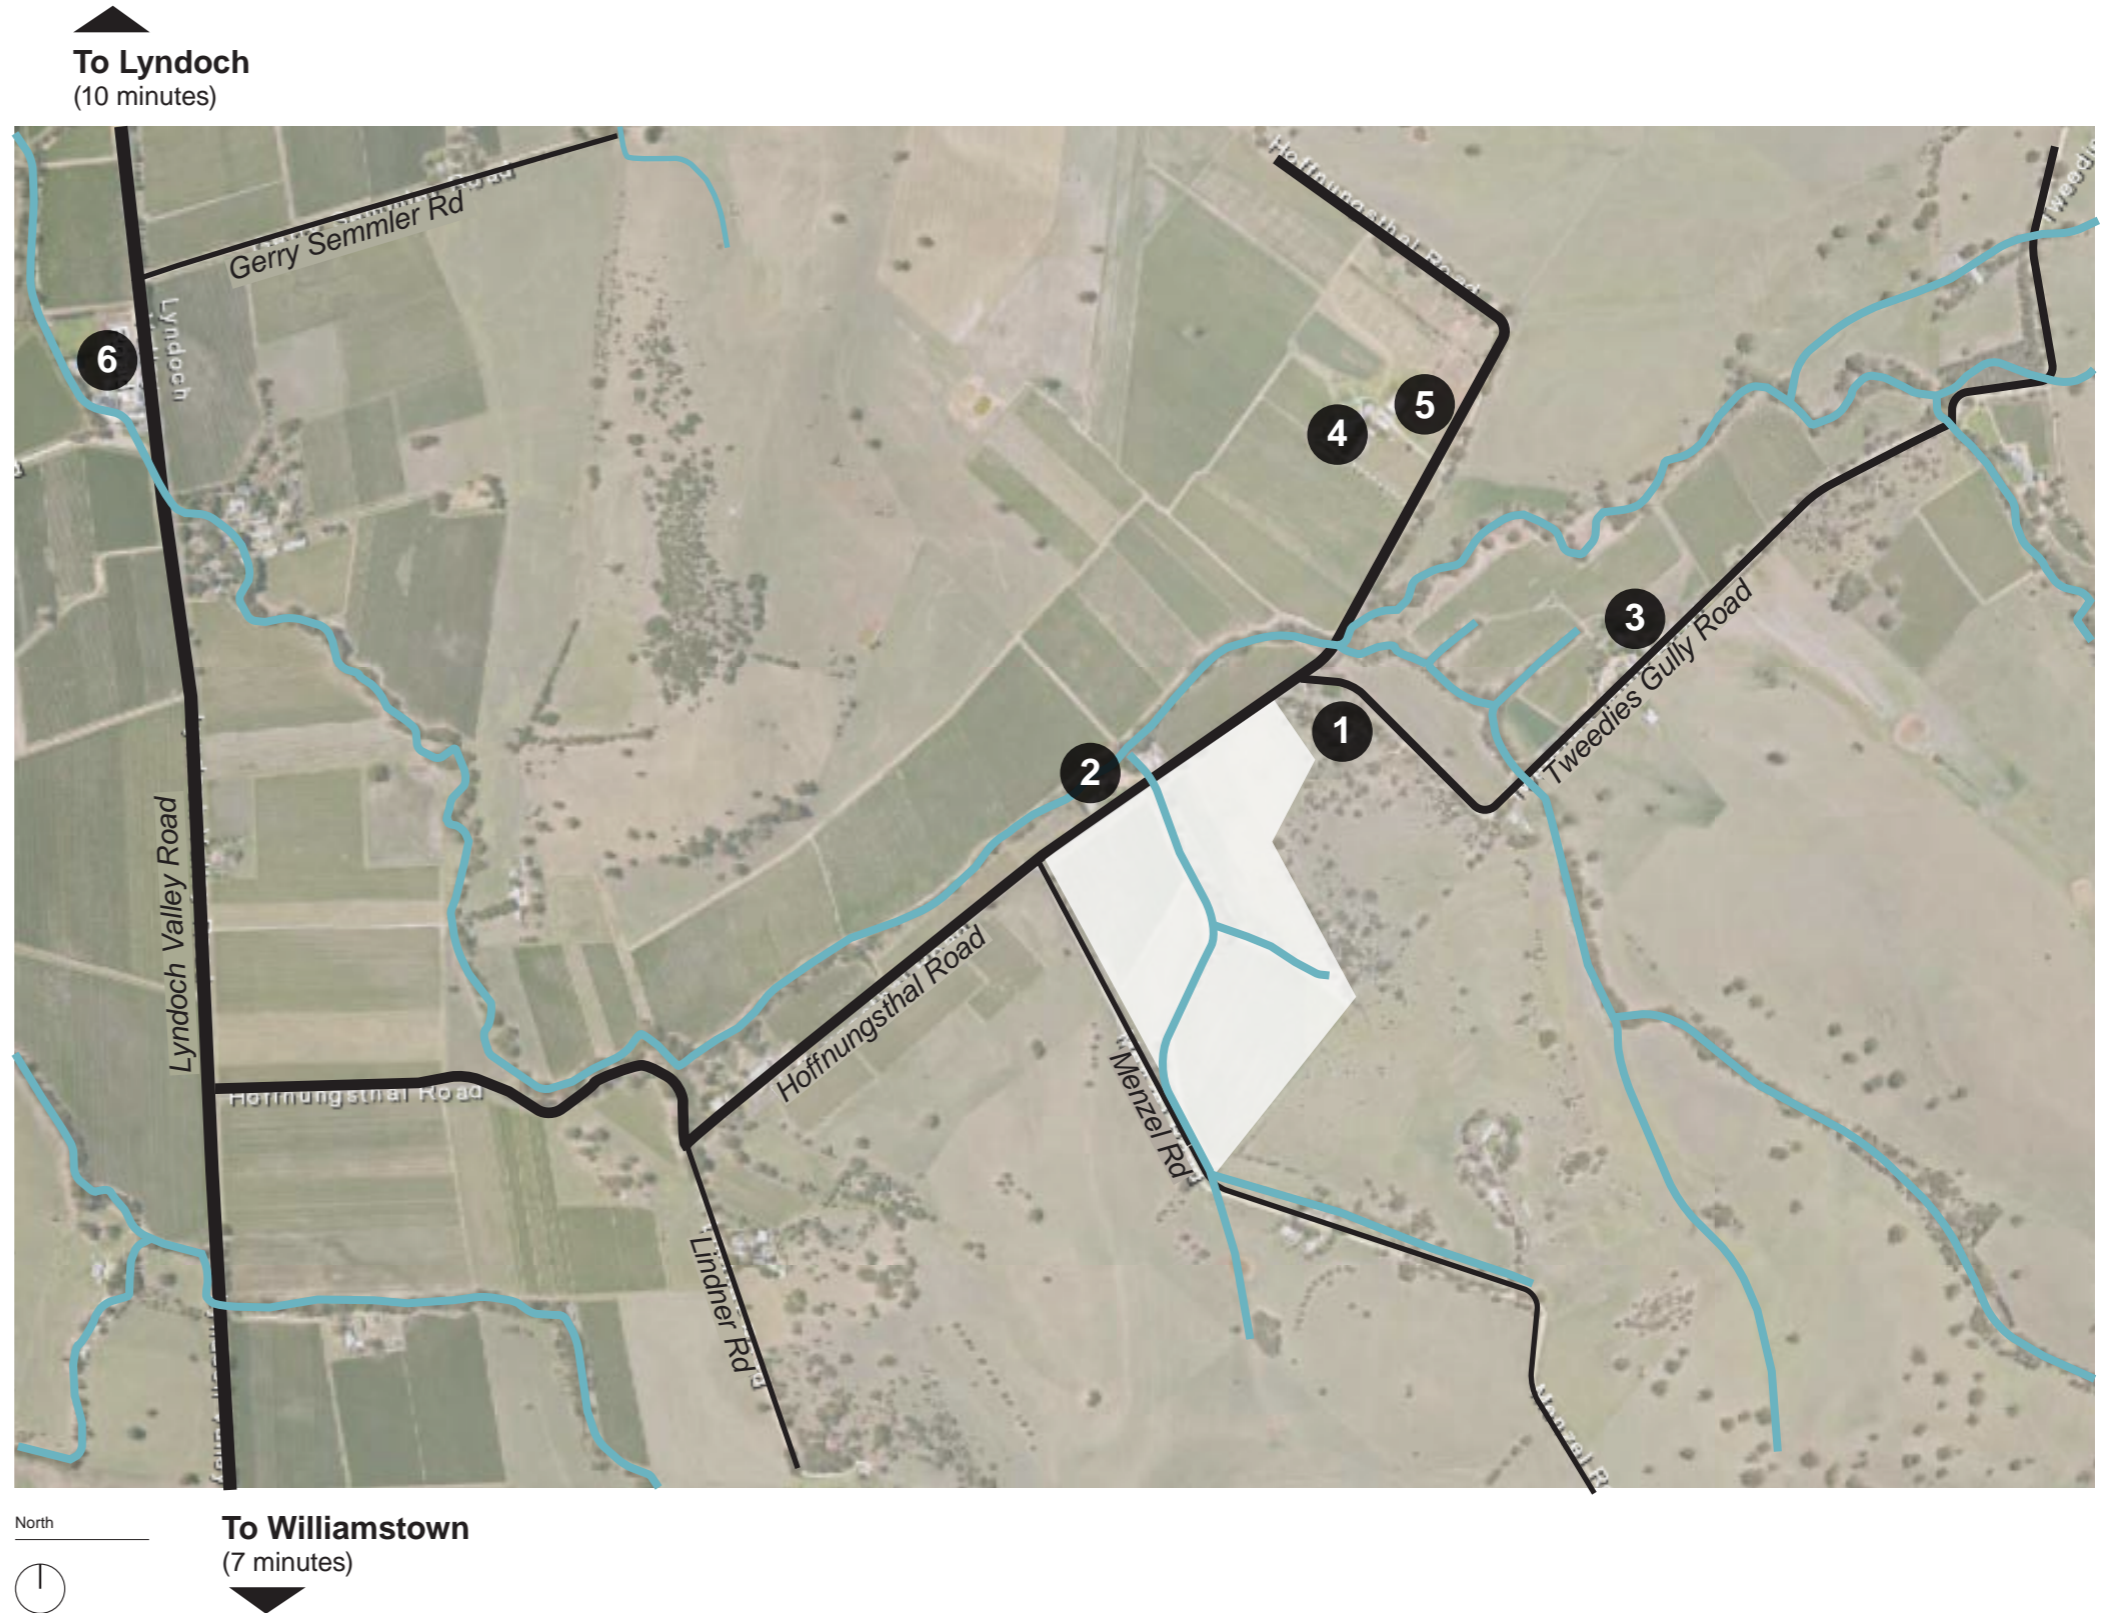 To Lyndoch
(10 minutes)
Hoffnungsthal Road
Gerry Semmler Rd
Lyndoch
6
5
4
3
Tweedies Gully Road
1
2
Lyndoch Valley Road
Hoffnungsthal Road
Hoffnungsthal Road
Menzel Rd
Lindner Rd
Menzel R
North
To Williamstown
(7 minutes)